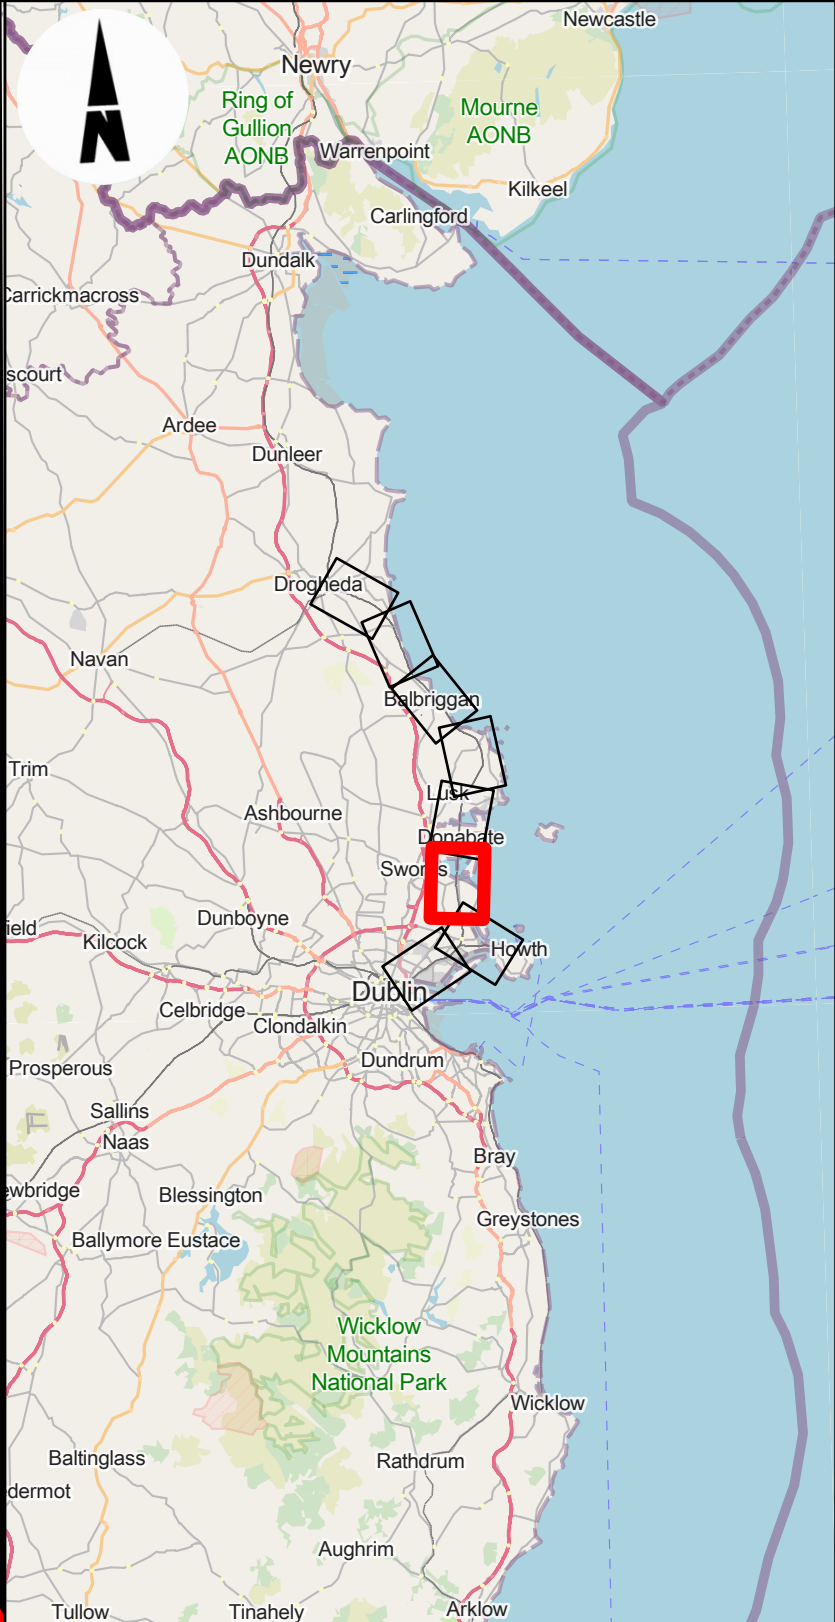 Newcastle
N
Newry
Ring of
Gullion
AONB
Mourne
AONB
Warrenpoint
Kilkeel
Carlingford
Dundalk
Carrickmacross
scourt
Ardee
Dunleer
Drogheda
Navan
Balbriggan
Trim
Lusk
Ashbourne
Donabate
Swords
Dunboyne
ield
Kilcock
Howth
Dublin
Celbridge
Clondalkin
Dundrum
Prosperous
Sallins
Naas
Bray
ewbridge
Blessington
Greystones
Ballymore Eustace
Wicklow
Mountains
National Park
Wicklow
Baltinglass
Rathdrum
dermot
Aughrim
Tullow
Tinahely
Arklow